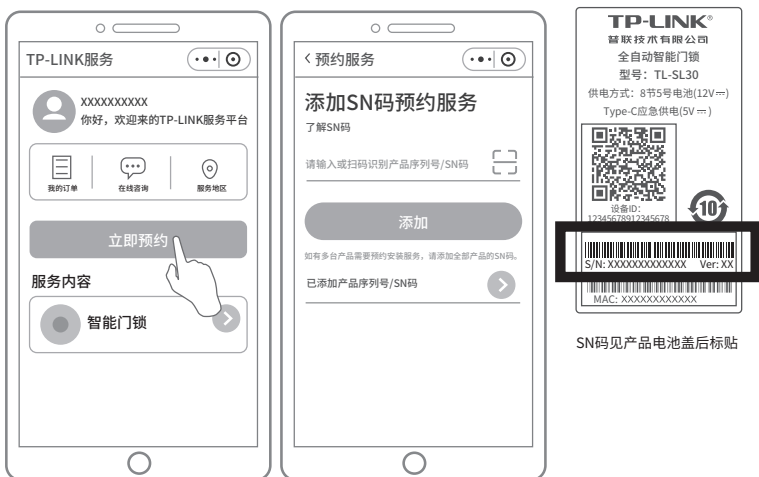 TP-LINK服务
XXXXXXXXXX
你好，欢迎来的TP-LINK服务平台
我的订单
在线咨询
服务地区
立即预约
服务内容
智能门锁
预约服务
添加SN码预约服务
了解SN码
请输入或扫码识别产品序列号/SN码
添加
如有多台产品需要预约安装服务，请添加全部产品的SN码。
已添加产品序列号/SN码
TP-LINK®
普联技术有限公司
全自动智能门锁
型号：TL-SL30
供电方式：8节5号电池(12V⎓)
Type-C应急供电(5V⎓)
设备ID:
12345678912345678
10
S/N: XXXXXXXXXXXXX Ver: XX
MAC: XXXXXXXXXXXX
SN码见产品电池盖后标贴